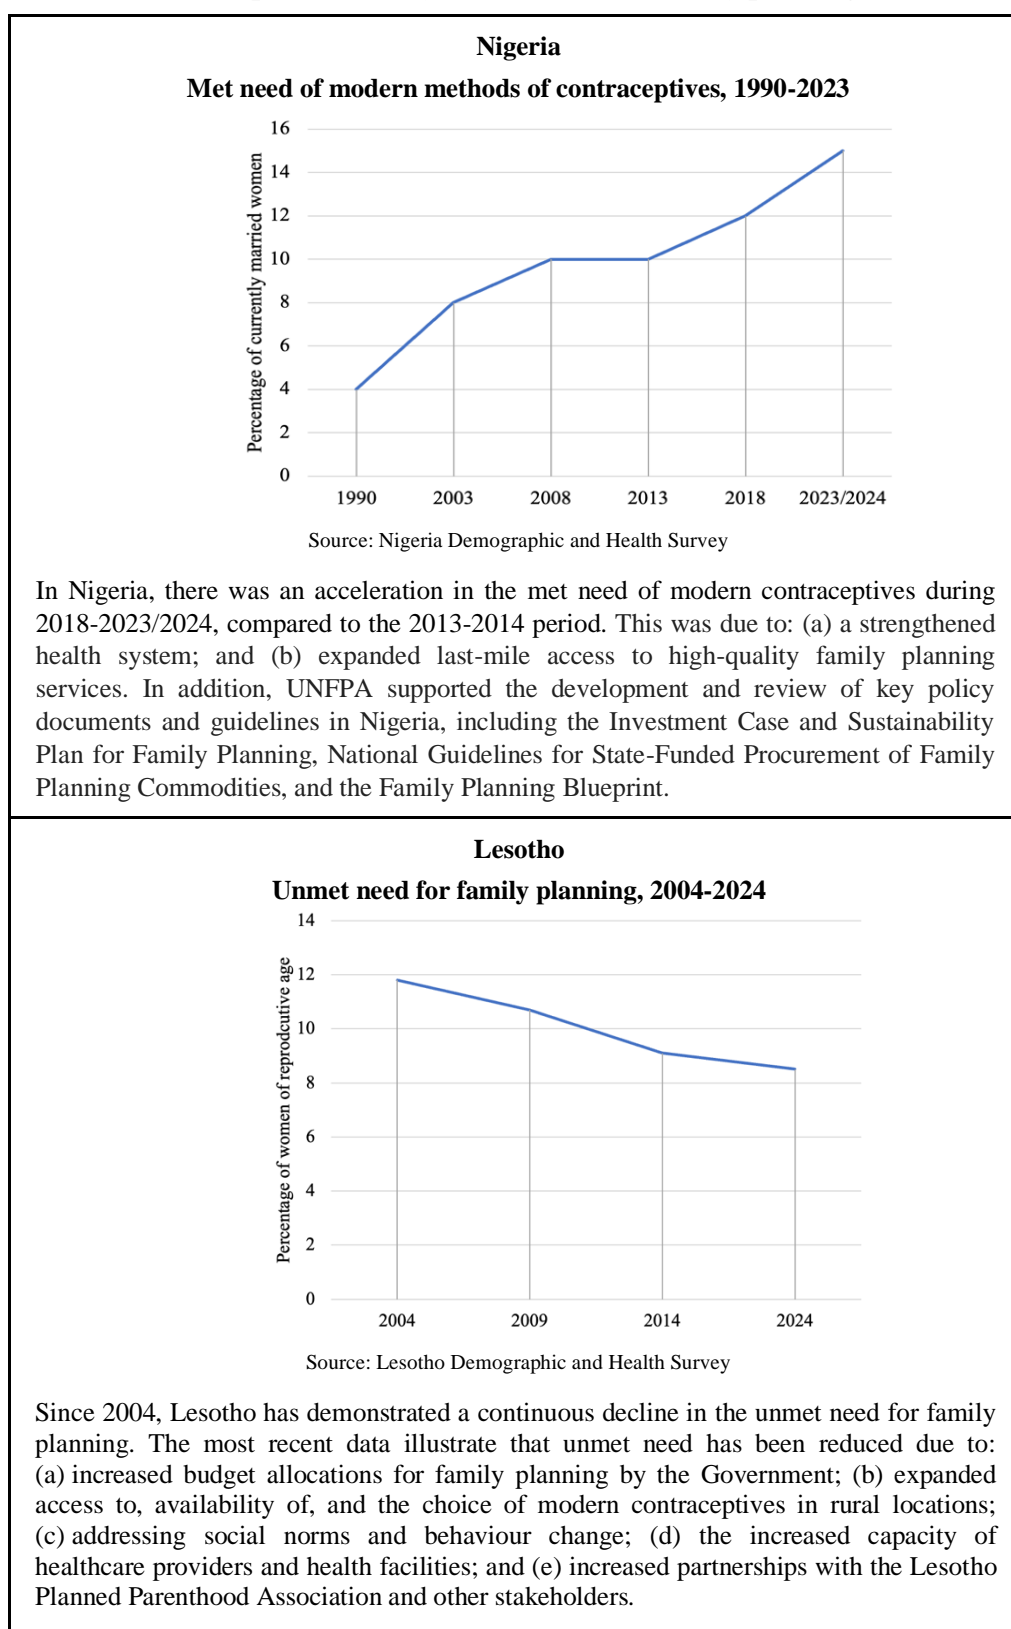 Nigeria
Met need of modern methods of contraceptives, 1990-2023
Percentage of currently married women
16
14
12
10
8
6
4
2
0
1990 2003 2008 2013 2018 2023/2024
Source: Nigeria Demographic and Health Survey
In Nigeria, there was an acceleration in the met need of modern contraceptives during
2018-2023/2024, compared to the 2013-2014 period. This was due to: (a) a strengthened
health system; and (b) expanded last-mile access to high-quality family planning
services. In addition, UNFPA supported the development and review of key policy
documents and guidelines in Nigeria, including the Investment Case and Sustainability
Plan for Family Planning, National Guidelines for State-Funded Procurement of Family
Planning Commodities, and the Family Planning Blueprint.
Lesotho
Unmet need for family planning, 2004-2024
Percentage of women of reprodcutive age
14
12
10
8
6
4
2
0
2004 2009 2014 2024
Source: Lesotho Demographic and Health Survey
Since 2004, Lesotho has demonstrated a continuous decline in the unmet need for family
planning. The most recent data illustrate that unmet need has been reduced due to:
(a) increased budget allocations for family planning by the Government; (b) expanded
access to, availability of, and the choice of modern contraceptives in rural locations;
(c) addressing social norms and behaviour change; (d) the increased capacity of
healthcare providers and health facilities; and (e) increased partnerships with the Lesotho
Planned Parenthood Association and other stakeholders.